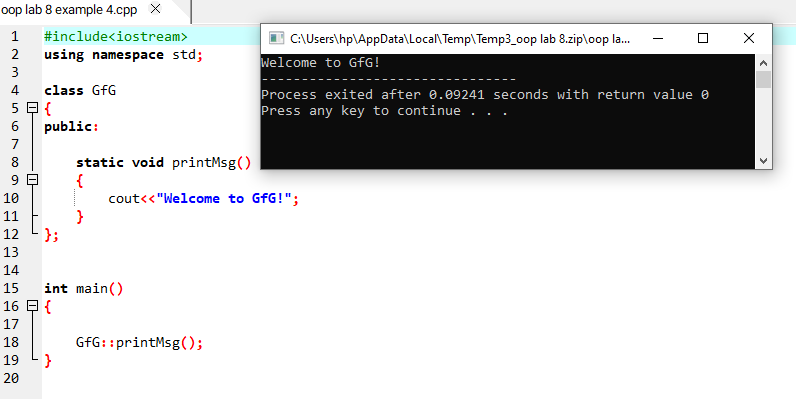 oop lab 8 example 4.cpp
1 #include<iostream>
2 using namespace std;
3
4 class GfG
5 {
6 public:
7
8 static void printMsg()
9 {
10 cout<<"Welcome to GfG!";
11 }
12 };
13
14
15 int main()
16 {
17
18 GfG::printMsg();
19 }
20
C:\Users\hp\AppData\Local\Temp\Temp3_oop lab 8.zip\oop la...
Welcome to GfG!
--------------------------------
Process exited after 0.09241 seconds with return value 0
Press any key to continue . . .